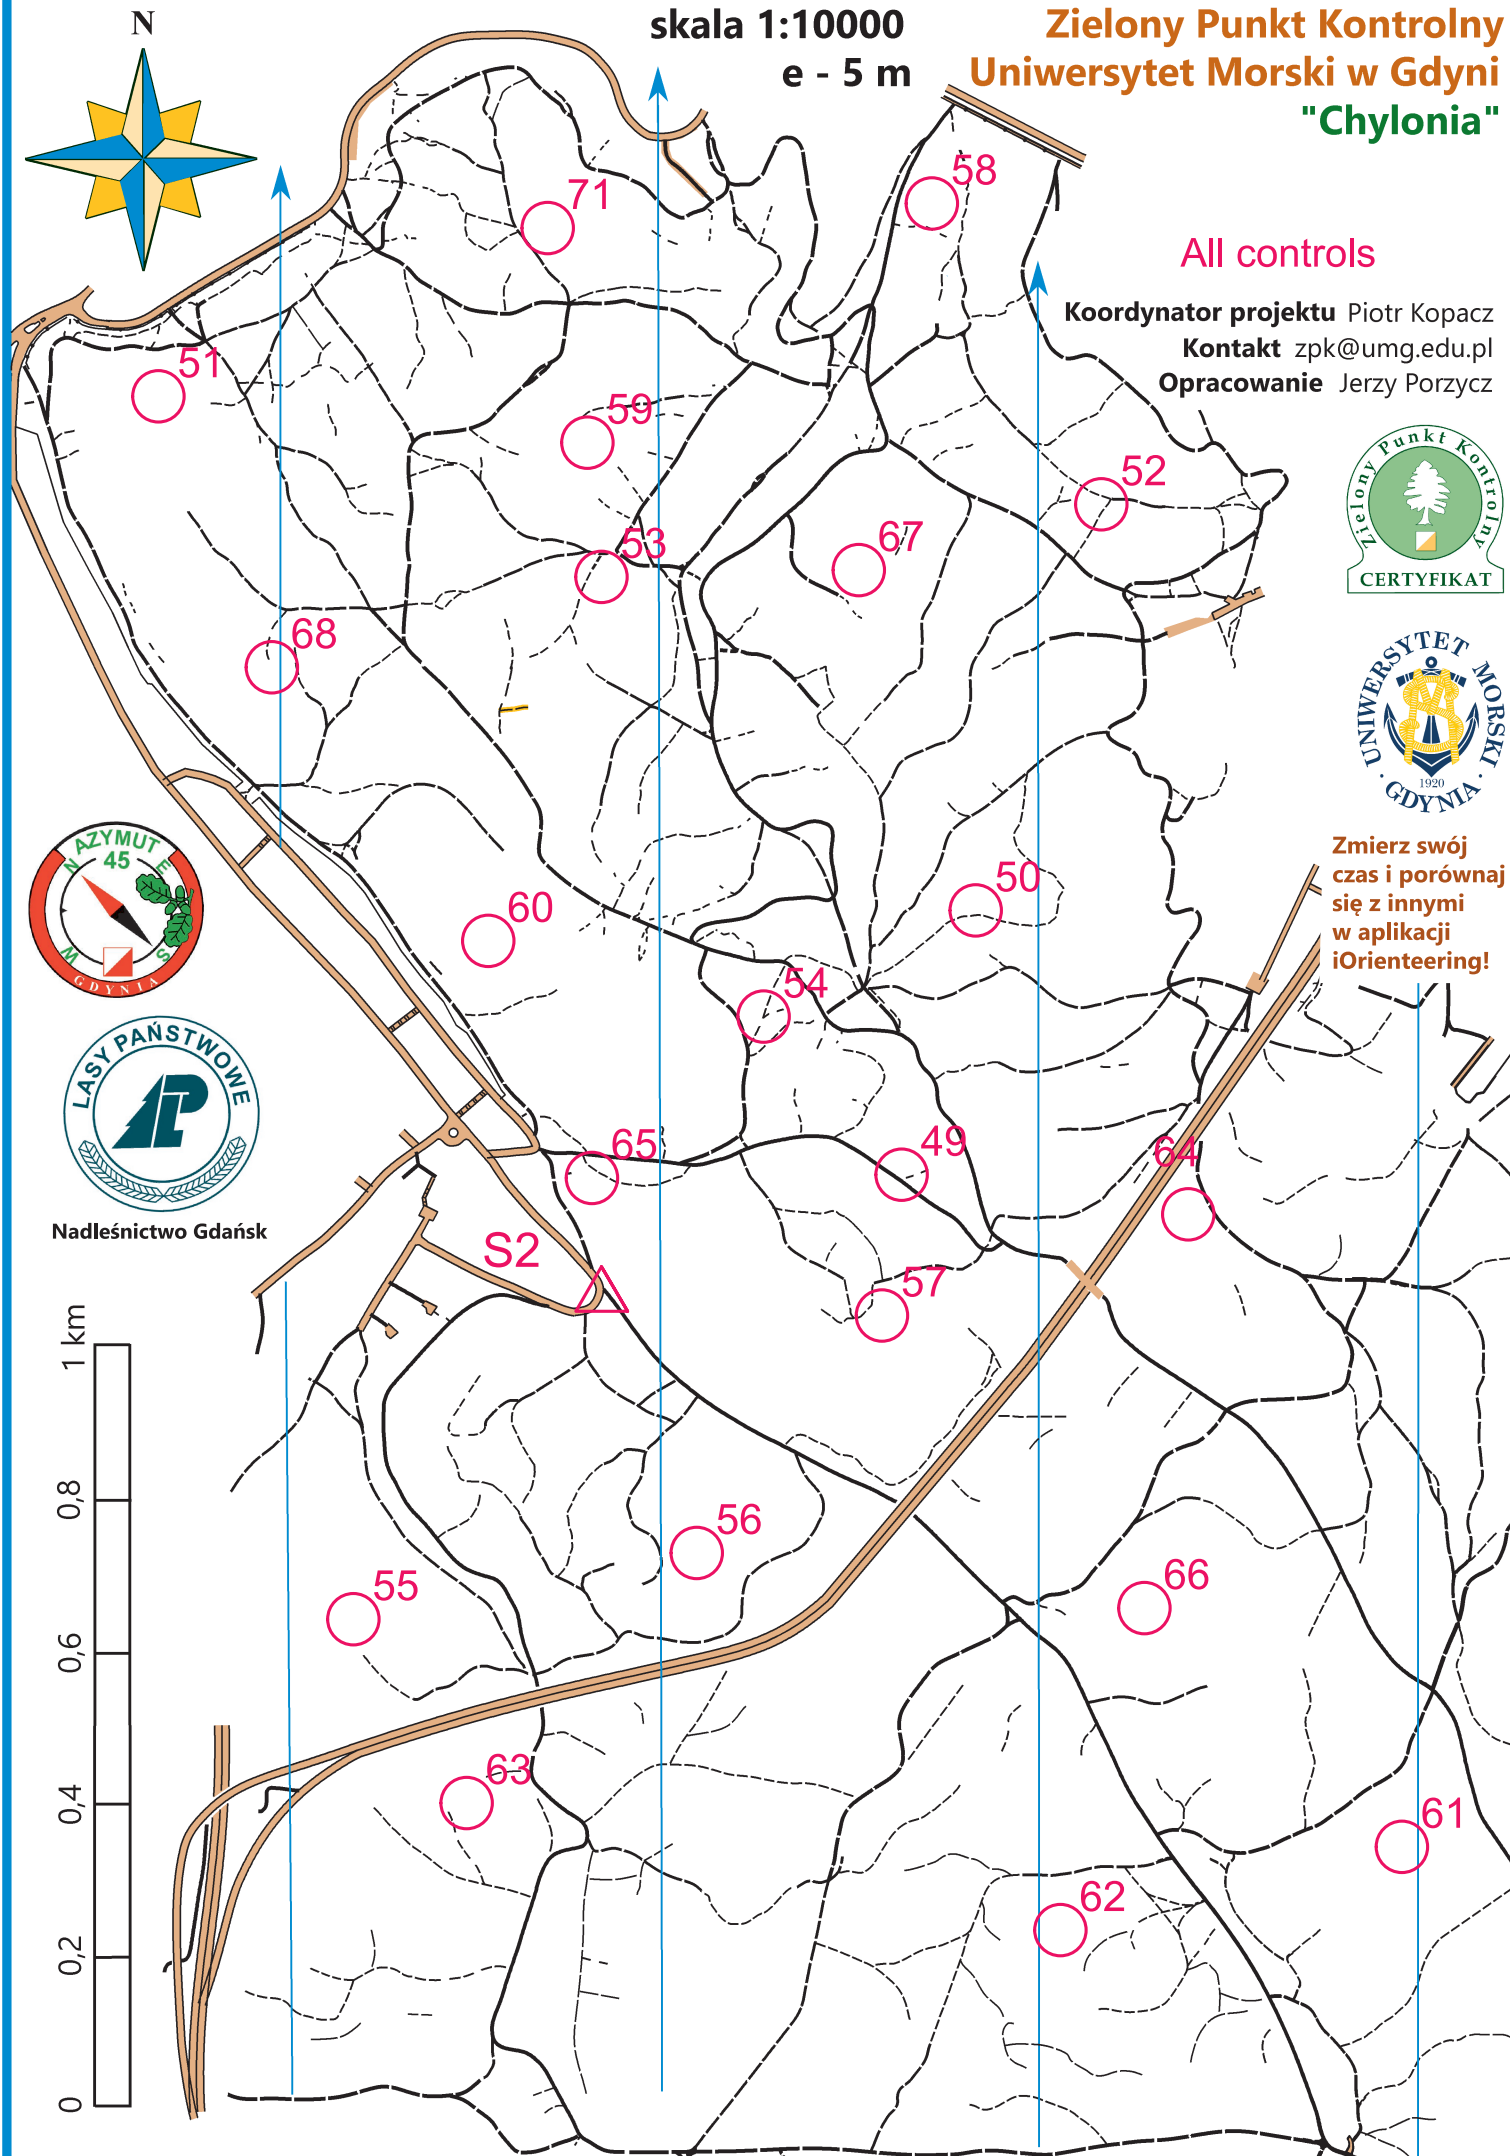 N
skala 1:10000
e - 5 m
Zielony Punkt Kontrolny
Uniwersytet Morski w Gdyni
"Chylonia"
All controls
Koordynator projektu Piotr Kopacz
Kontakt zpk@umg.edu.pl
Opracowanie Jerzy Porzycz
71
58
51
59
52
53
67
68
Zielony Punkt Kontrolny
CERTYFIKAT
UNIWERSYTET MORSKI
1920
· GDYNIA ·
AZYMUT
45
N
E
W
S
GDYNIA
Zmierz swój
czas i porównaj
się z innymi
w aplikacji
iOrienteering!
50
60
54
LASY PAŃSTWOWE
LP
Nadleśnictwo Gdańsk
65
49
64
S2
57
1 km
0,8
0,6
0,4
0,2
0
56
55
66
63
61
62